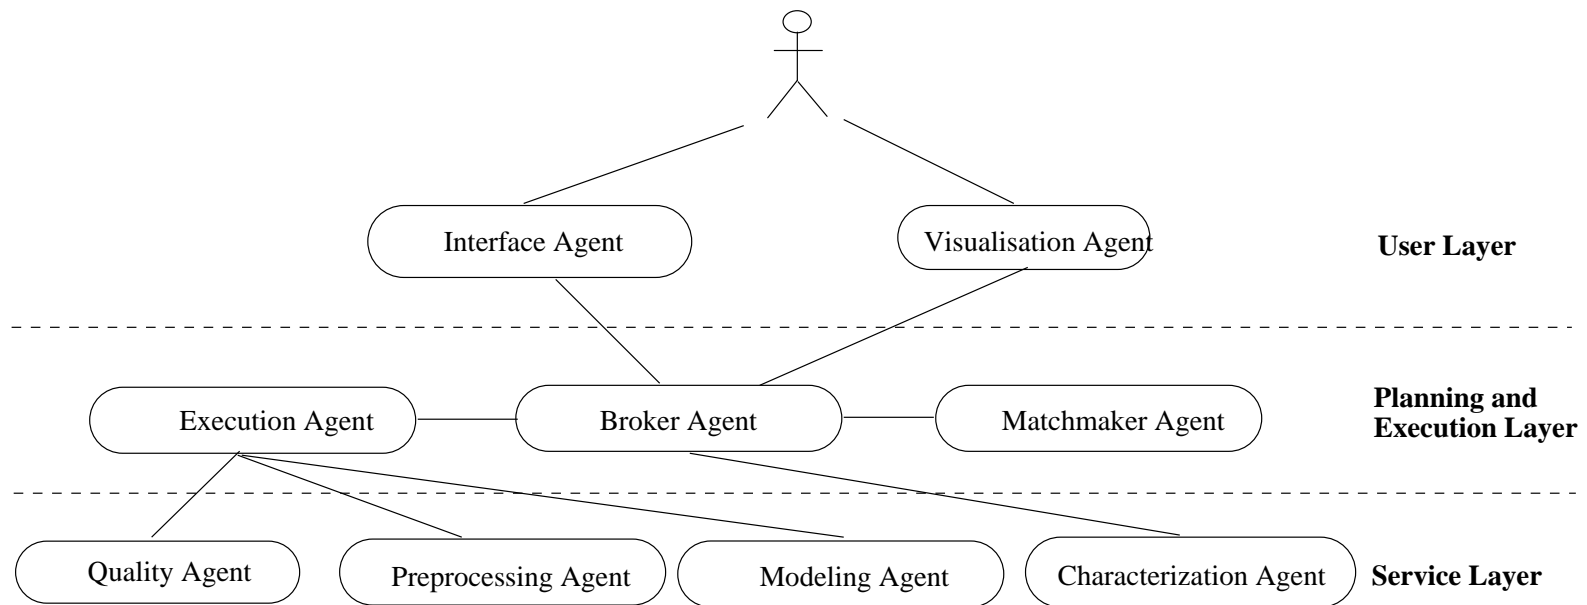 Interface Agent
Visualisation Agent
User Layer
Execution Agent
Broker Agent
Matchmaker Agent
Planning and
Execution Layer
Quality Agent
Preprocessing Agent
Modeling Agent
Characterization Agent
Service Layer